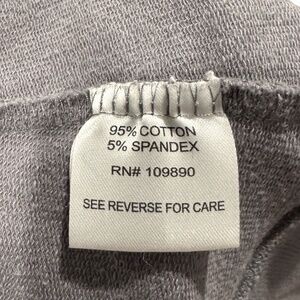 95% COTTON
5% SPANDEX
RN# 109890
SEE REVERSE FOR CARE